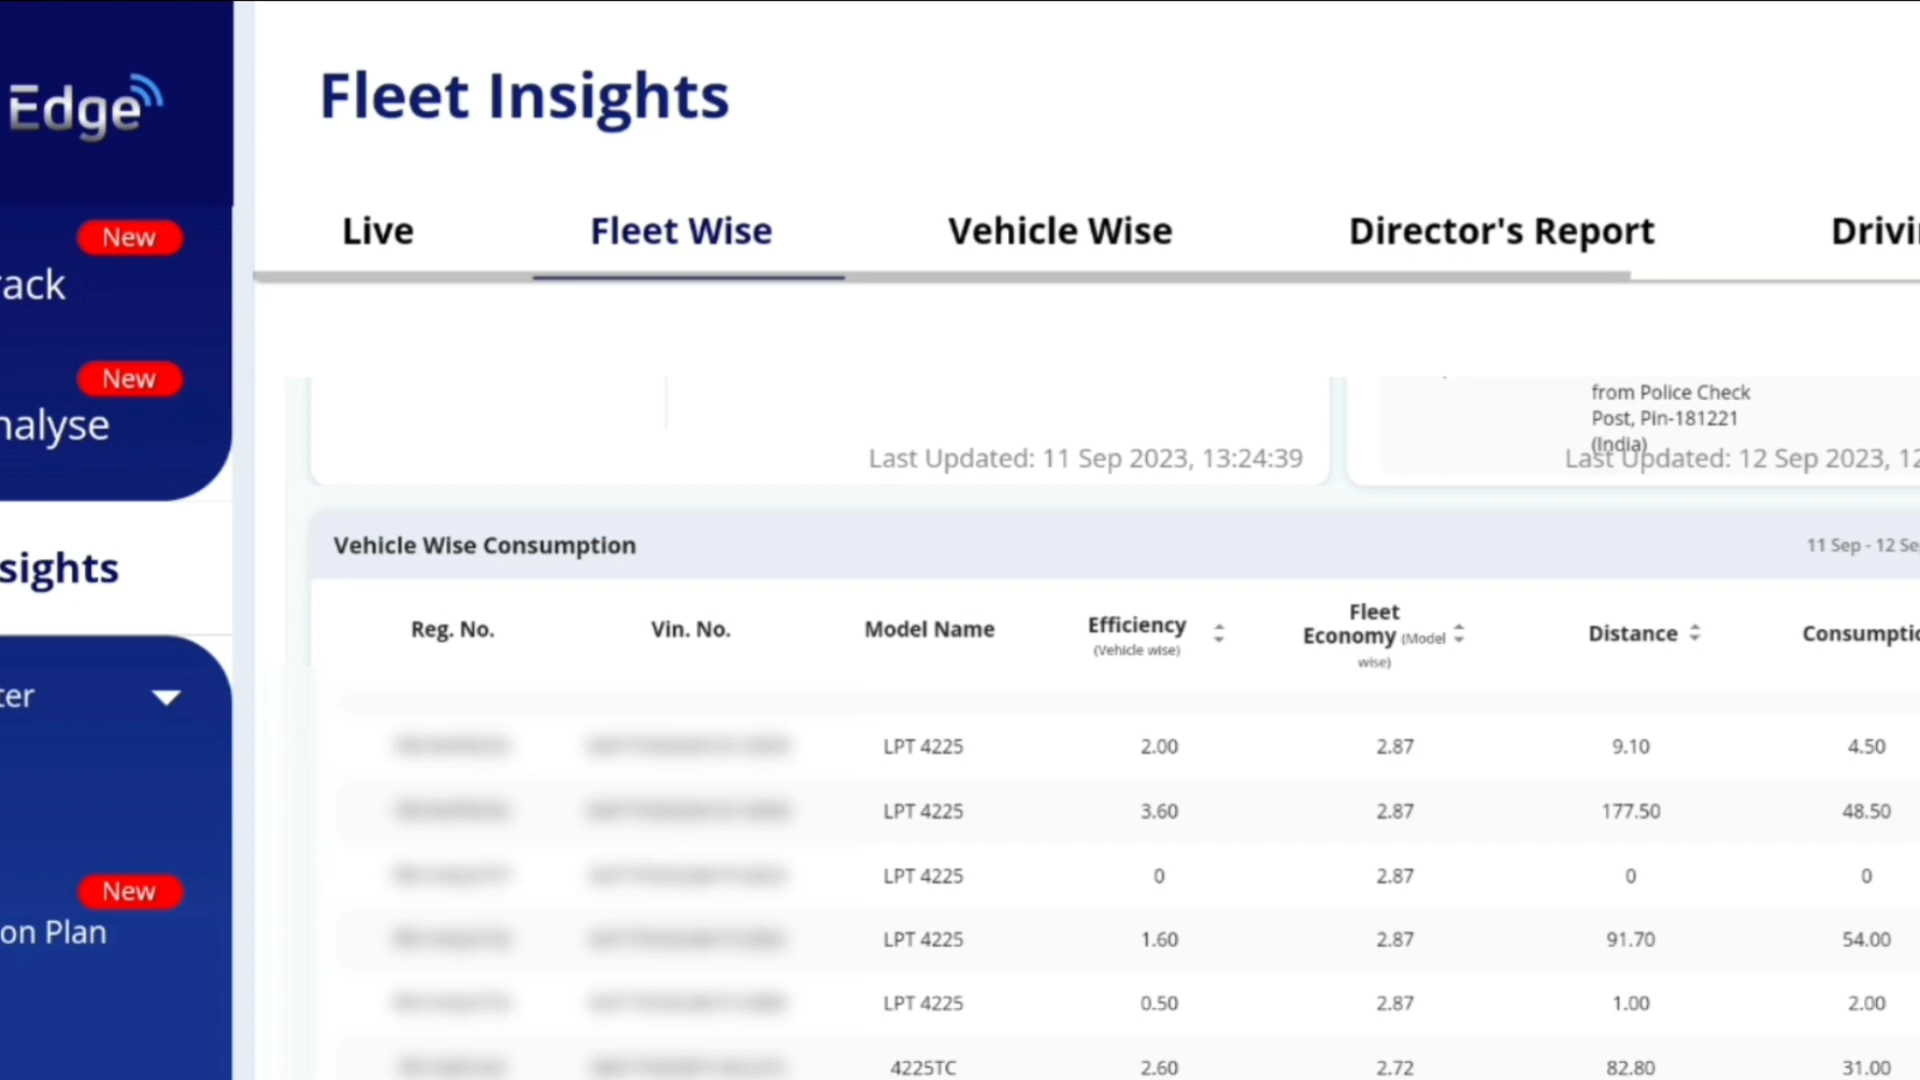 Edge
New
rack
New
nalyse
sights
ter
New
on Plan
Fleet Insights
Live Fleet Wise Vehicle Wise Director's Report Drivi
from Police Check
Post, Pin-181221
(India)
Last Updated: 11 Sep 2023, 13:24:39
Last Updated: 12 Sep 2023, 12
Vehicle Wise Consumption 11 Sep - 12 Se
Reg. No. Vin. No. Model Name Efficiency (Vehicle wise) Fleet Economy (Model wise) Distance Consumptio
LPT 4225 2.00 2.87 9.10 4.50
LPT 4225 3.60 2.87 177.50 48.50
LPT 4225 0 2.87 0 0
LPT 4225 1.60 2.87 91.70 54.00
LPT 4225 0.50 2.87 1.00 2.00
4225TC 2.60 2.72 82.80 31.00